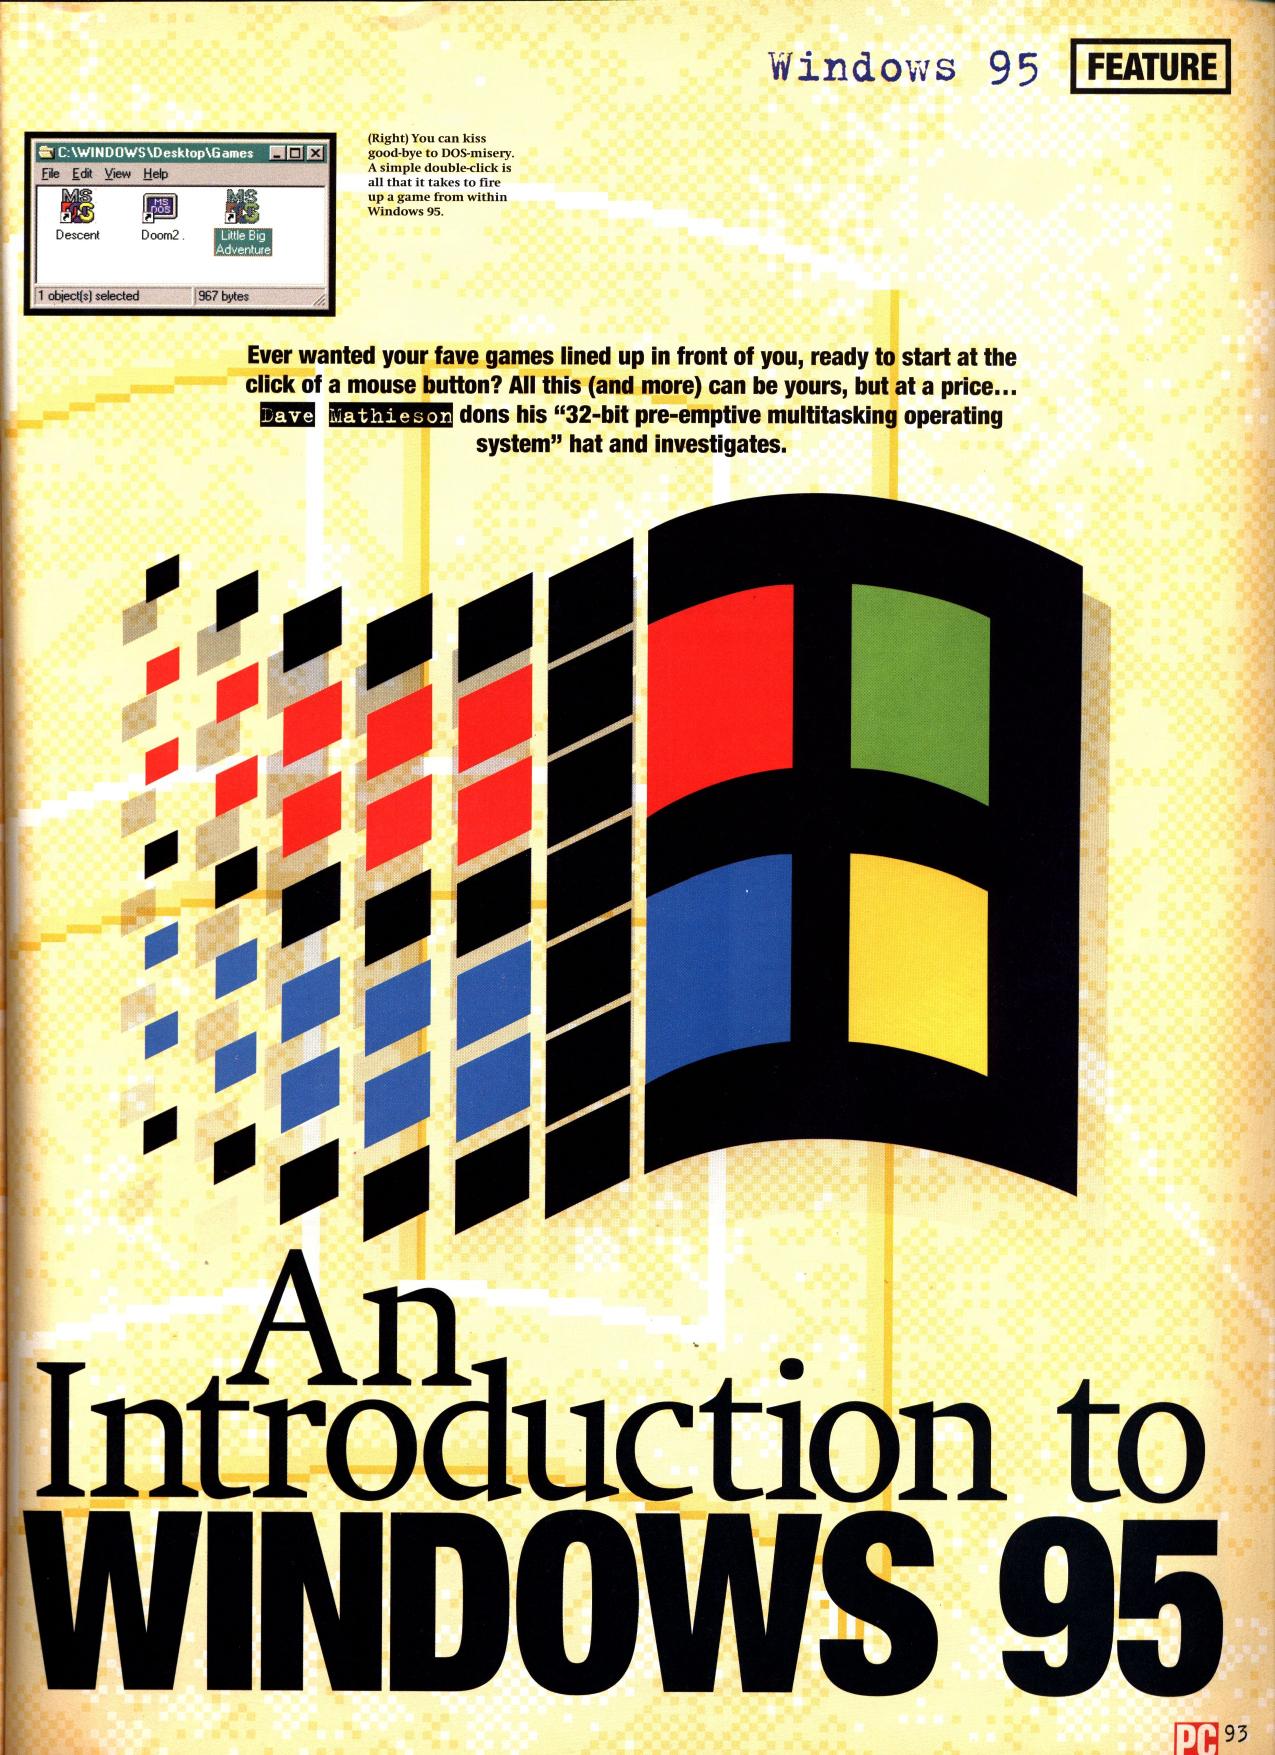 Windows 95 FEATURE
C:\WINDOWS\Desktop\Games
File Edit View Help
MS
DOS
MS
DOS
MS
DOS
Descent Doom2 . Little Big
Adventure
1 object(s) selected 967 bytes
(Right) You can kiss
good-bye to DOS-misery.
A simple double-click is
all that it takes to fire
up a game from within
Windows 95.
Ever wanted your fave games lined up in front of you, ready to start at the
click of a mouse button? All this (and more) can be yours, but at a price...
Dave Mathieson dons his “32-bit pre-emptive multitasking operating
system” hat and investigates.
An
Introduction to
WINDOWS 95
PC 93